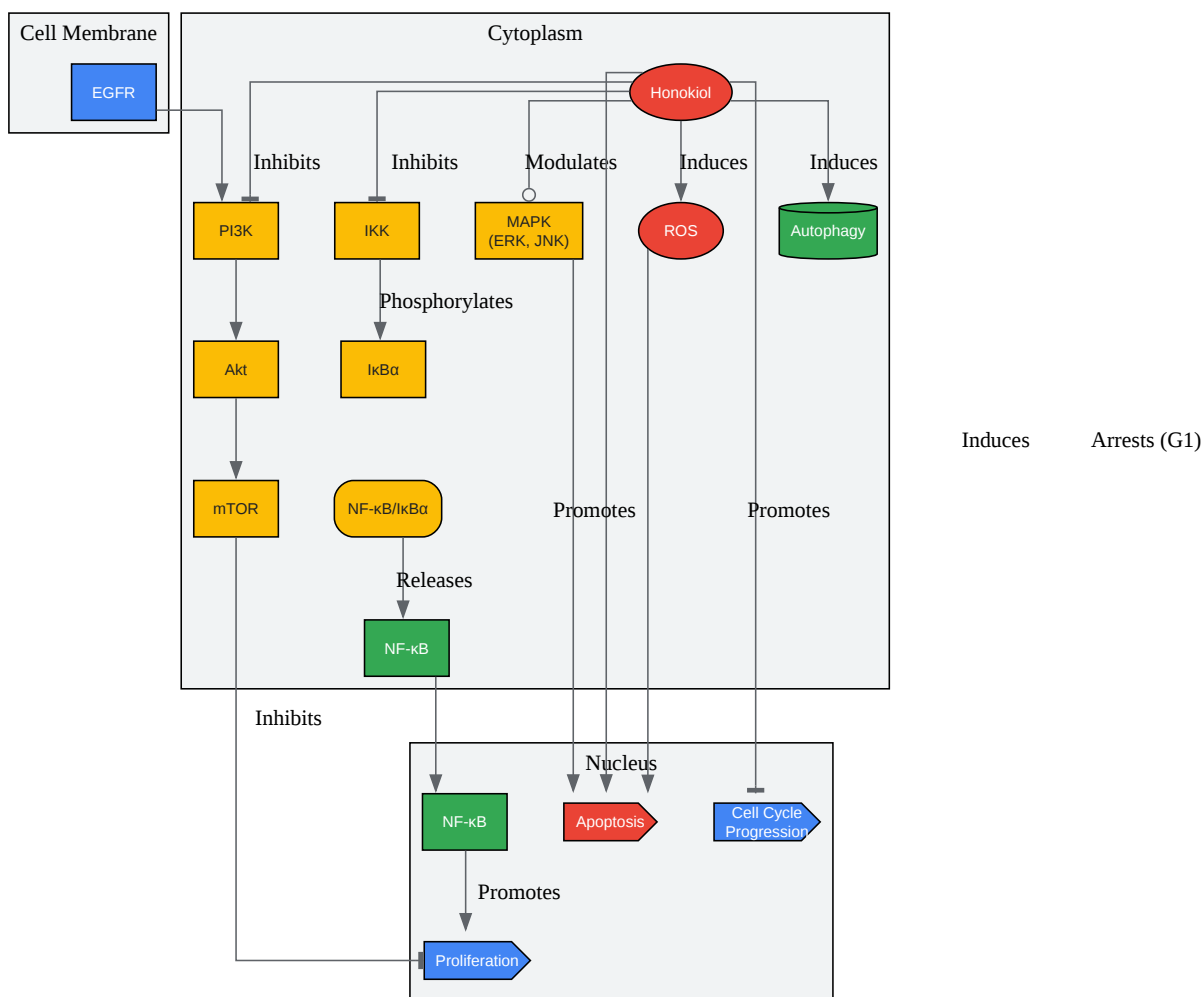 Cell Membrane
Cytoplasm
EGFR
Honokiol
Inhibits
Inhibits
Modulates
Induces
Induces
PI3K
IKK
MAPK
(ERK, JNK)
ROS
Autophagy
Phosphorylates
Akt
IκBα
Induces
Arrests (G1)
mTOR
NF-κB/IκBα
Promotes
Promotes
Releases
NF-κB
Inhibits
Nucleus
NF-κB
Apoptosis
Cell Cycle
Progression
Promotes
Proliferation